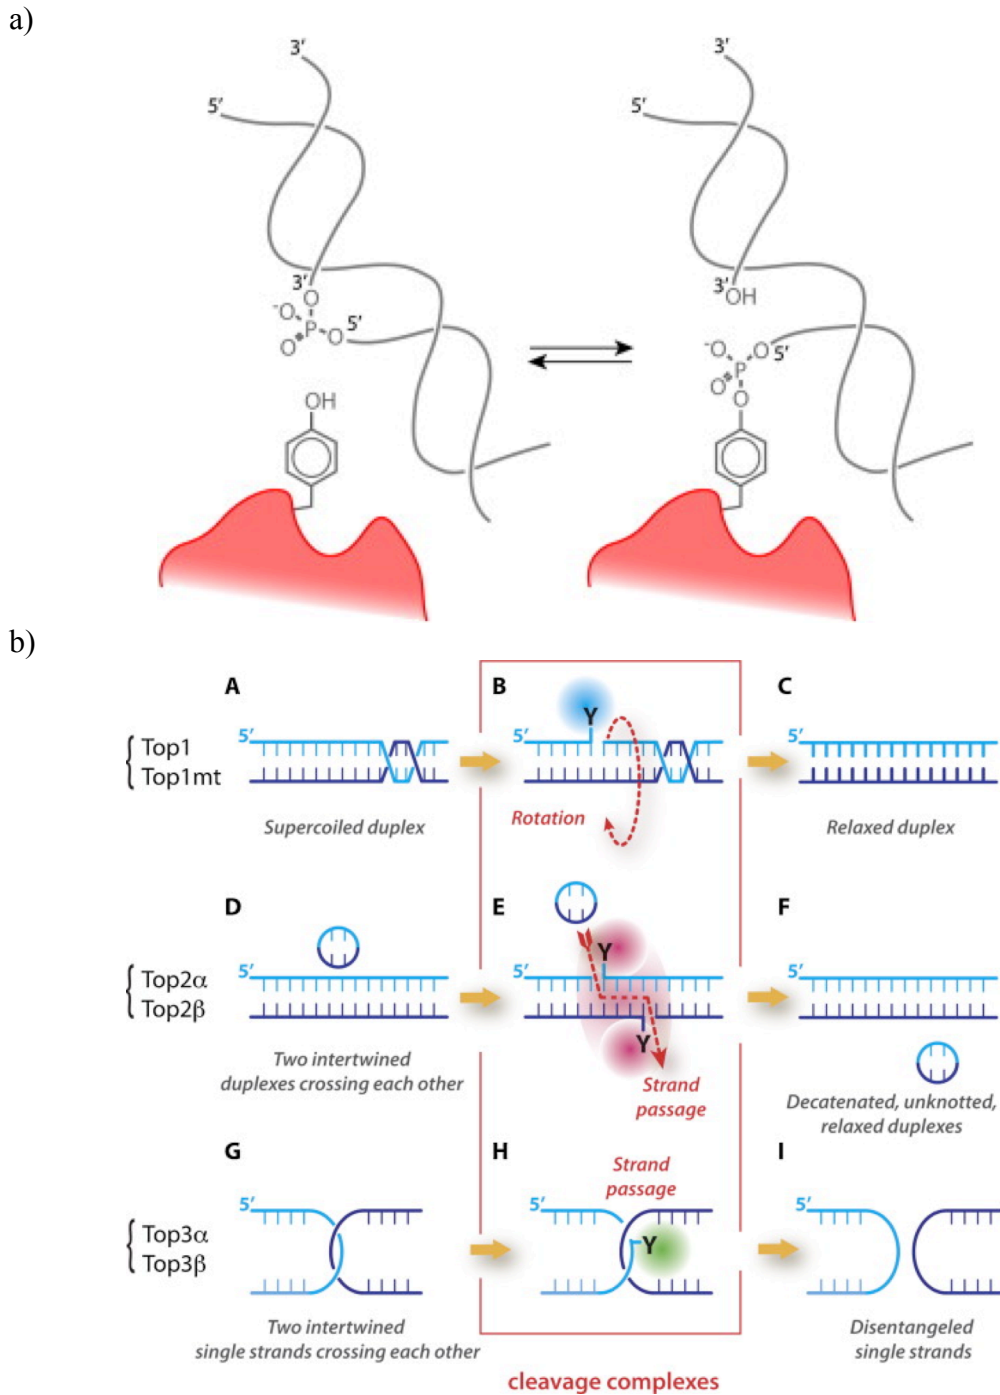 a)
3′
5′
3′
5′
3′
O
-O
P
O
5′
O
OH
3′
OH
-O
P
O
5′
O
O
b)
A
B
C
Top1
Top1mt
5′
Y
5′
Rotation
Supercoiled duplex
Relaxed duplex
D
E
F
Top2α
Top2β
5′
Y
5′
Y
Two intertwined
duplexes crossing each other
Strand
passage
Decatenated, unknotted,
relaxed duplexes
G
H
I
Strand
passage
Top3α
Top3β
5′
5′
Y
5′
Two intertwined
single strands crossing each other
Disentangeled
single strands
cleavage complexes